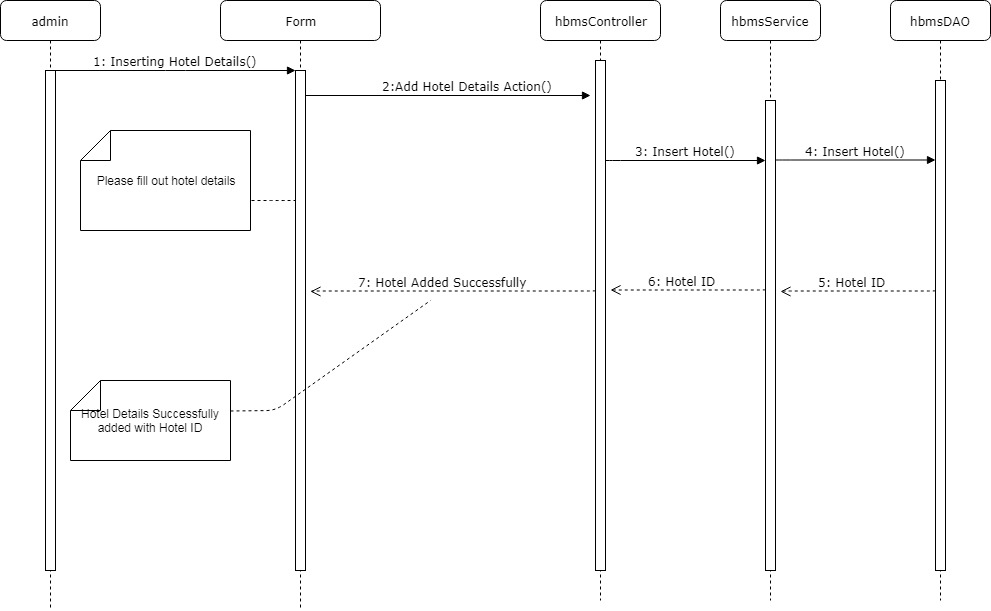 admin
Form
hbmsController
hbmsService
hbmsDAO
1: Inserting Hotel Details()
2:Add Hotel Details Action()
3: Insert Hotel()
4: Insert Hotel()
Please fill out hotel details
7: Hotel Added Successfully
6: Hotel ID
5: Hotel ID
Hotel Details Successfully
added with Hotel ID